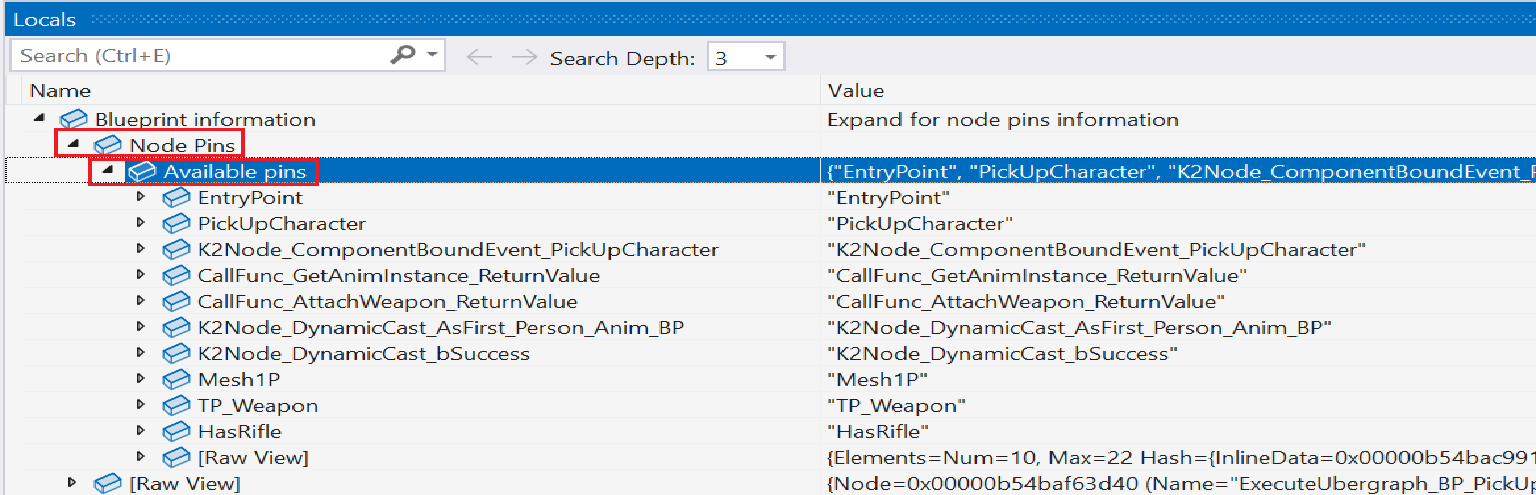 Locals
Search (Ctrl+E) Search Depth: 3
Name Value
Blueprint information Expand for node pins information
Node Pins
Available pins {"EntryPoint", "PickUpCharacter", "K2Node_ComponentBoundEvent_P
EntryPoint "EntryPoint"
PickUpCharacter "PickUpCharacter"
K2Node_ComponentBoundEvent_PickUpCharacter "K2Node_ComponentBoundEvent_PickUpCharacter"
CallFunc_GetAnimInstance_ReturnValue "CallFunc_GetAnimInstance_ReturnValue"
CallFunc_AttachWeapon_ReturnValue "CallFunc_AttachWeapon_ReturnValue"
K2Node_DynamicCast_AsFirst_Person_Anim_BP "K2Node_DynamicCast_AsFirst_Person_Anim_BP"
K2Node_DynamicCast_bSuccess "K2Node_DynamicCast_bSuccess"
Mesh1P "Mesh1P"
TP_Weapon "TP_Weapon"
HasRifle "HasRifle"
[Raw View] {Elements=Num=10, Max=22 Hash={InlineData=0x00000b54bac991
[Raw View] {Node=0x00000b54baf63d40 (Name="ExecuteUbergraph_BP_PickUp